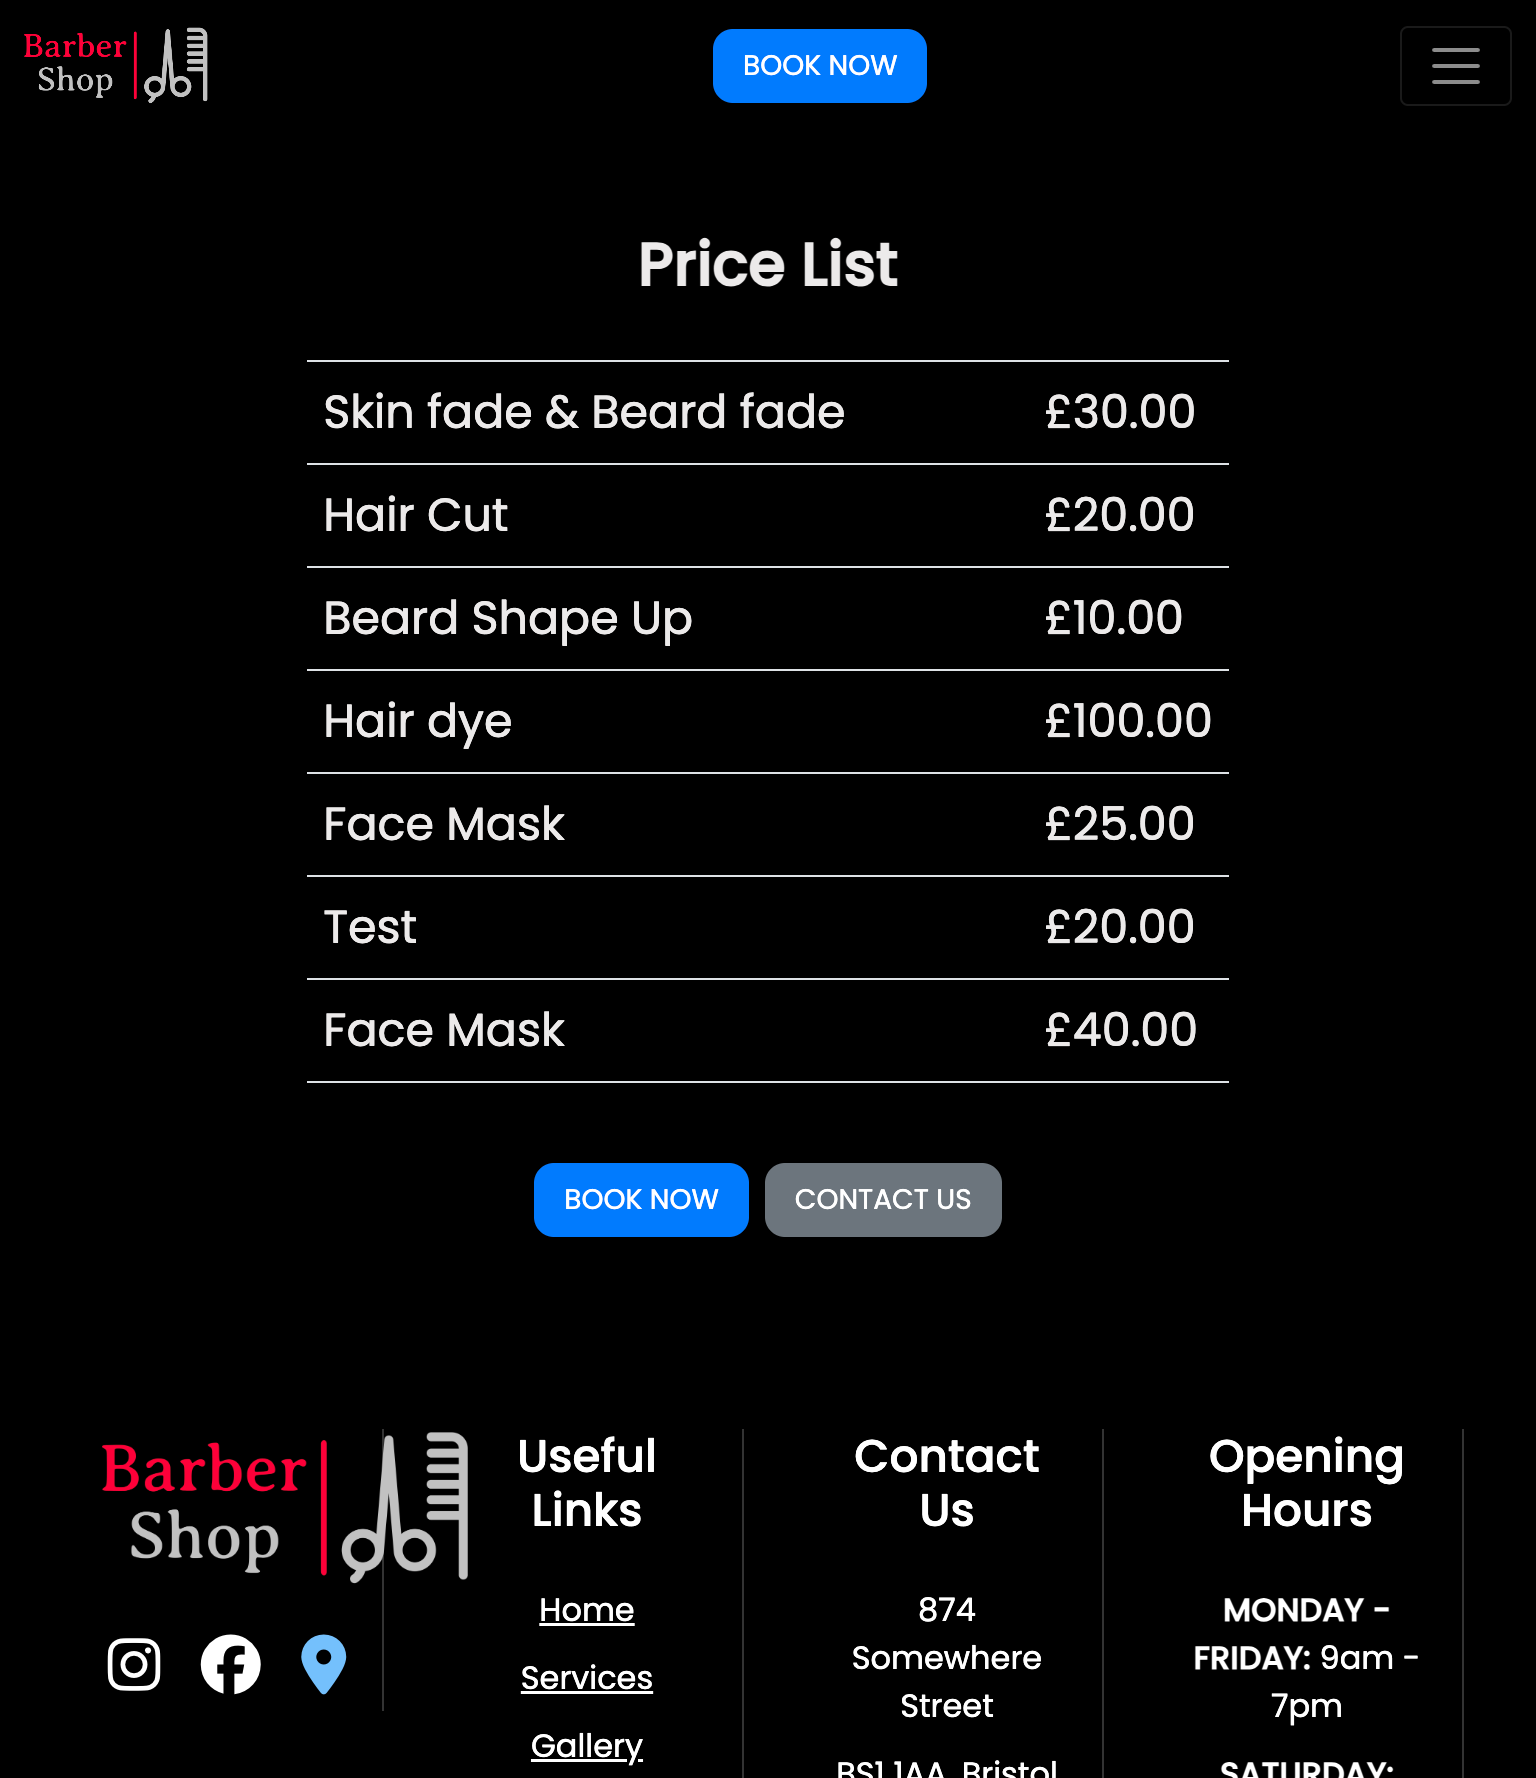 Barber
Shop
BOOK NOW
Price List
Skin fade & Beard fade £30.00
Hair Cut £20.00
Beard Shape Up £10.00
Hair dye £100.00
Face Mask £25.00
Test £20.00
Face Mask £40.00
BOOK NOW CONTACT US
Barber
Shop
Useful
Links
Home
Services
Gallery
Contact
Us
874
Somewhere
Street
BS1 1AA, Bristol
Opening
Hours
MONDAY -
FRIDAY: 9am -
7pm
SATURDAY: